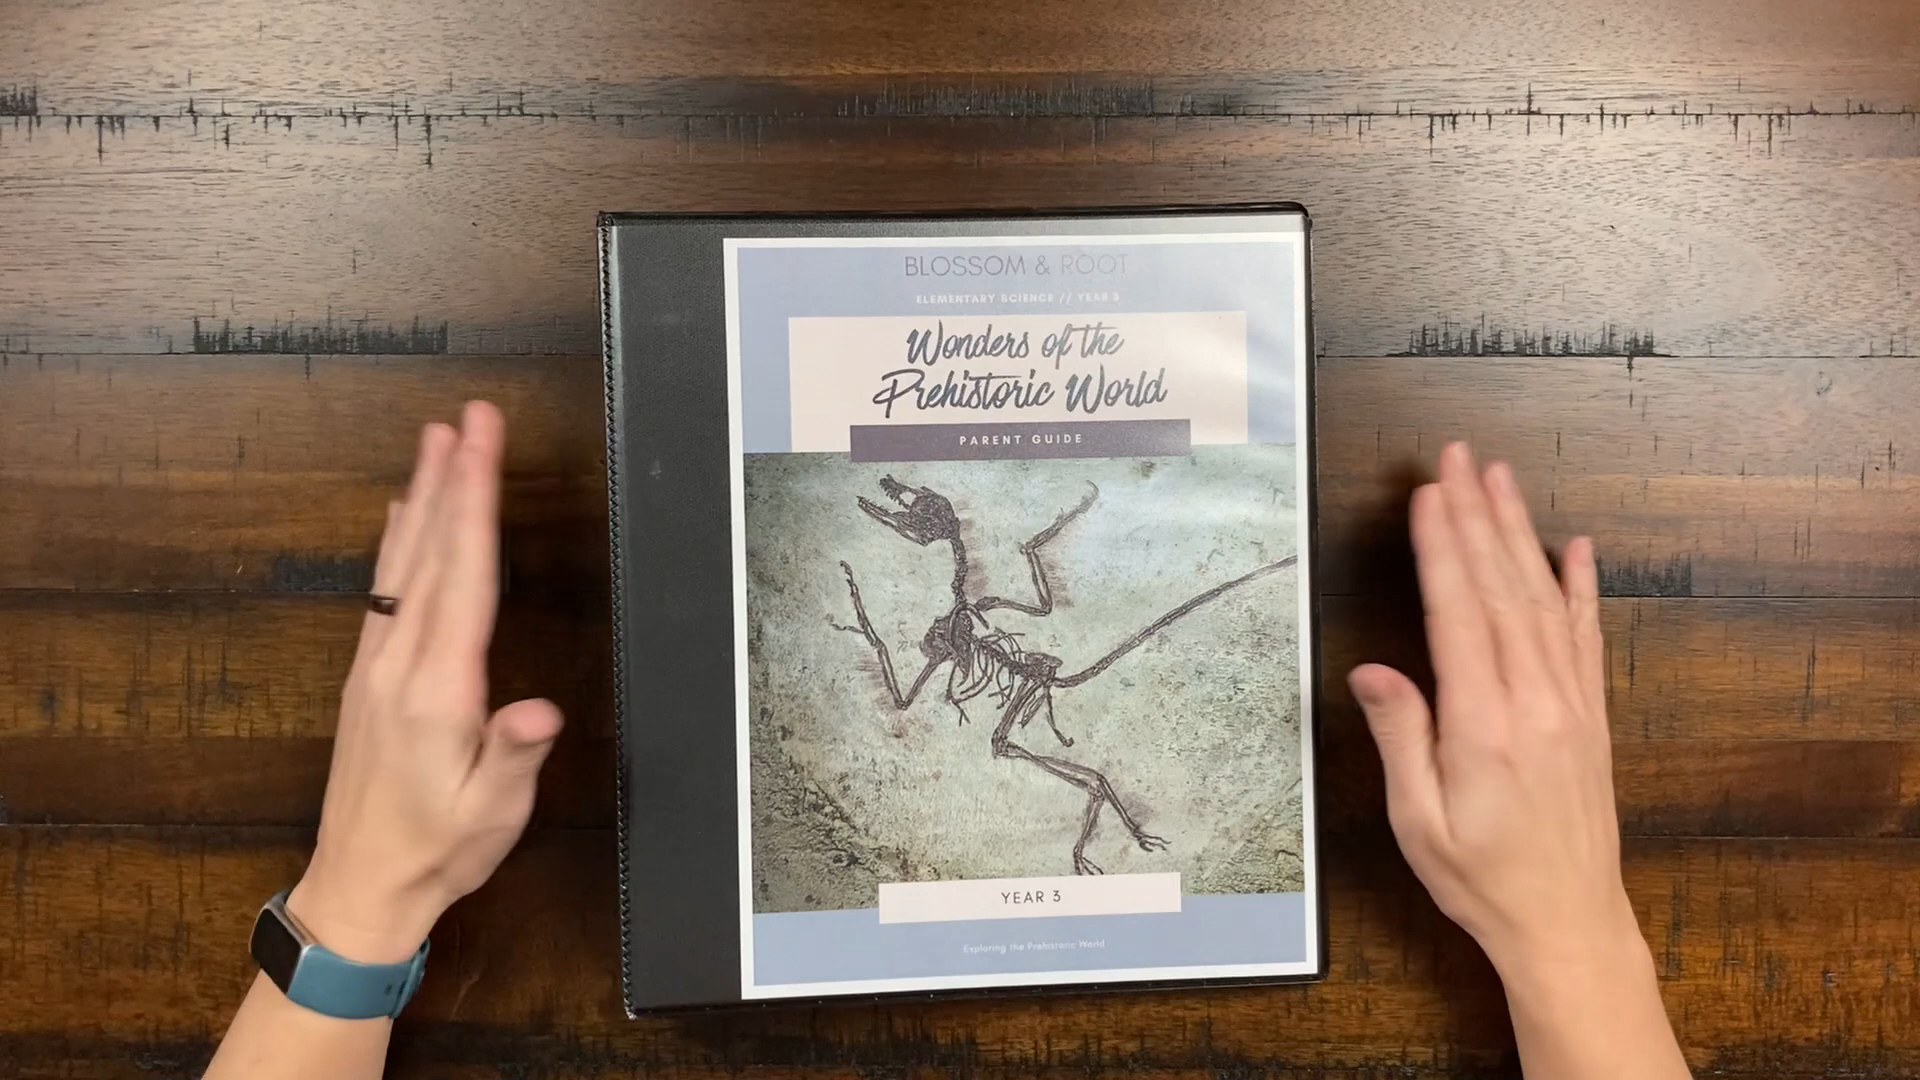 BLOSSOM & ROOT
ELEMENTARY SCIENCE // YEAR 3
Wonders of the
Prehistoric World
PARENT GUIDE
YEAR 3
Exploring the Prehistoric World